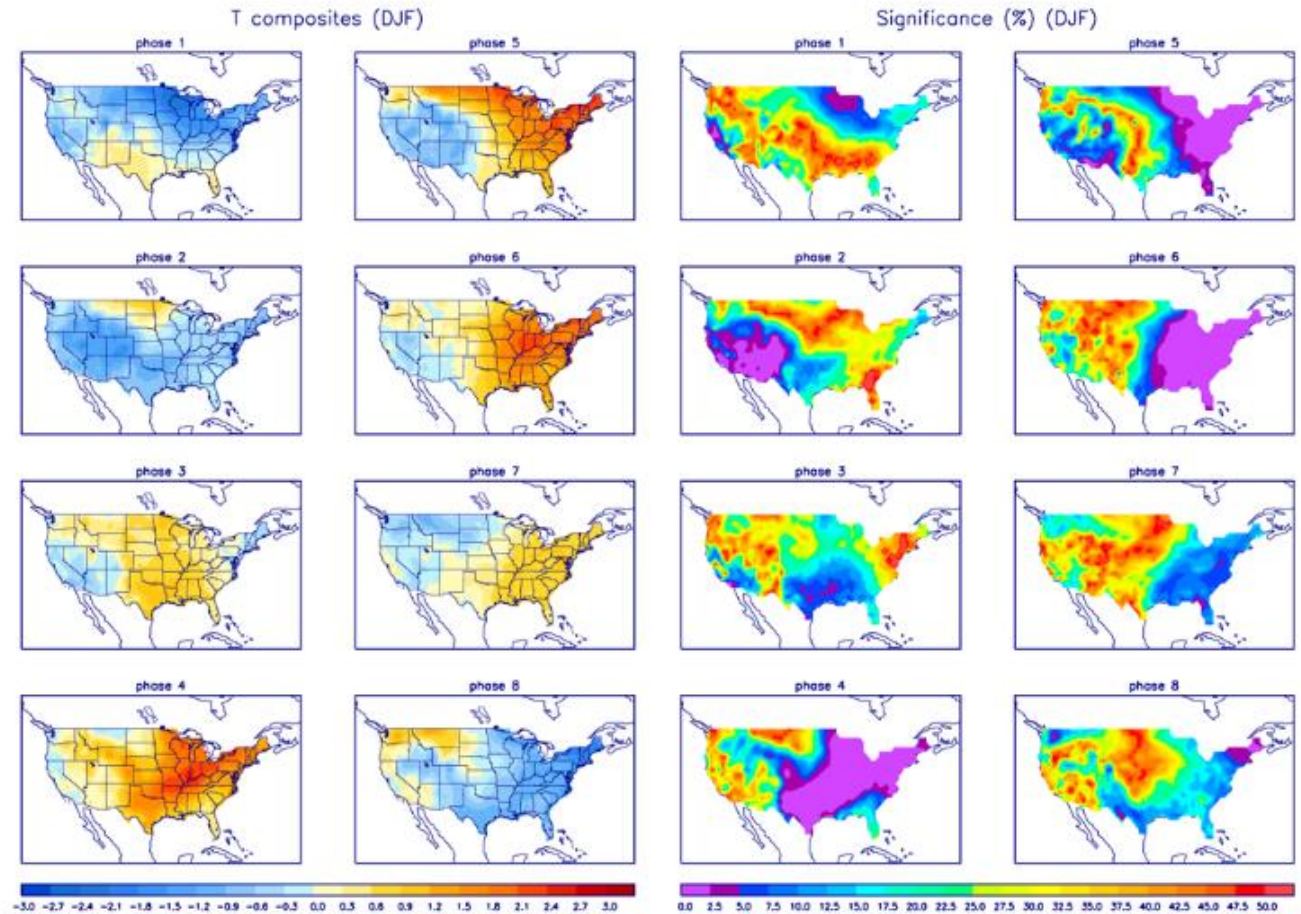 T composites (DJF)
Significance (%) (DJF)
phase 1
phase 5
phase 1
phase 5
phase 2
phase 6
phase 2
phase 6
phase 3
phase 7
phase 3
phase 7
phase 4
phase 8
phase 4
phase 8
-3.0 -2.7 -2.4 -2.1 -1.8 -1.5 -1.2 -0.9 -0.6 -0.3 0.0 0.3 0.6 0.9 1.2 1.5 1.8 2.1 2.4 2.7 3.0
0.0 2.5 5.0 7.5 10.0 12.5 15.0 17.5 20.0 22.5 25.0 27.5 30.0 32.5 35.0 37.5 40.0 42.5 45.0 47.5 50.0